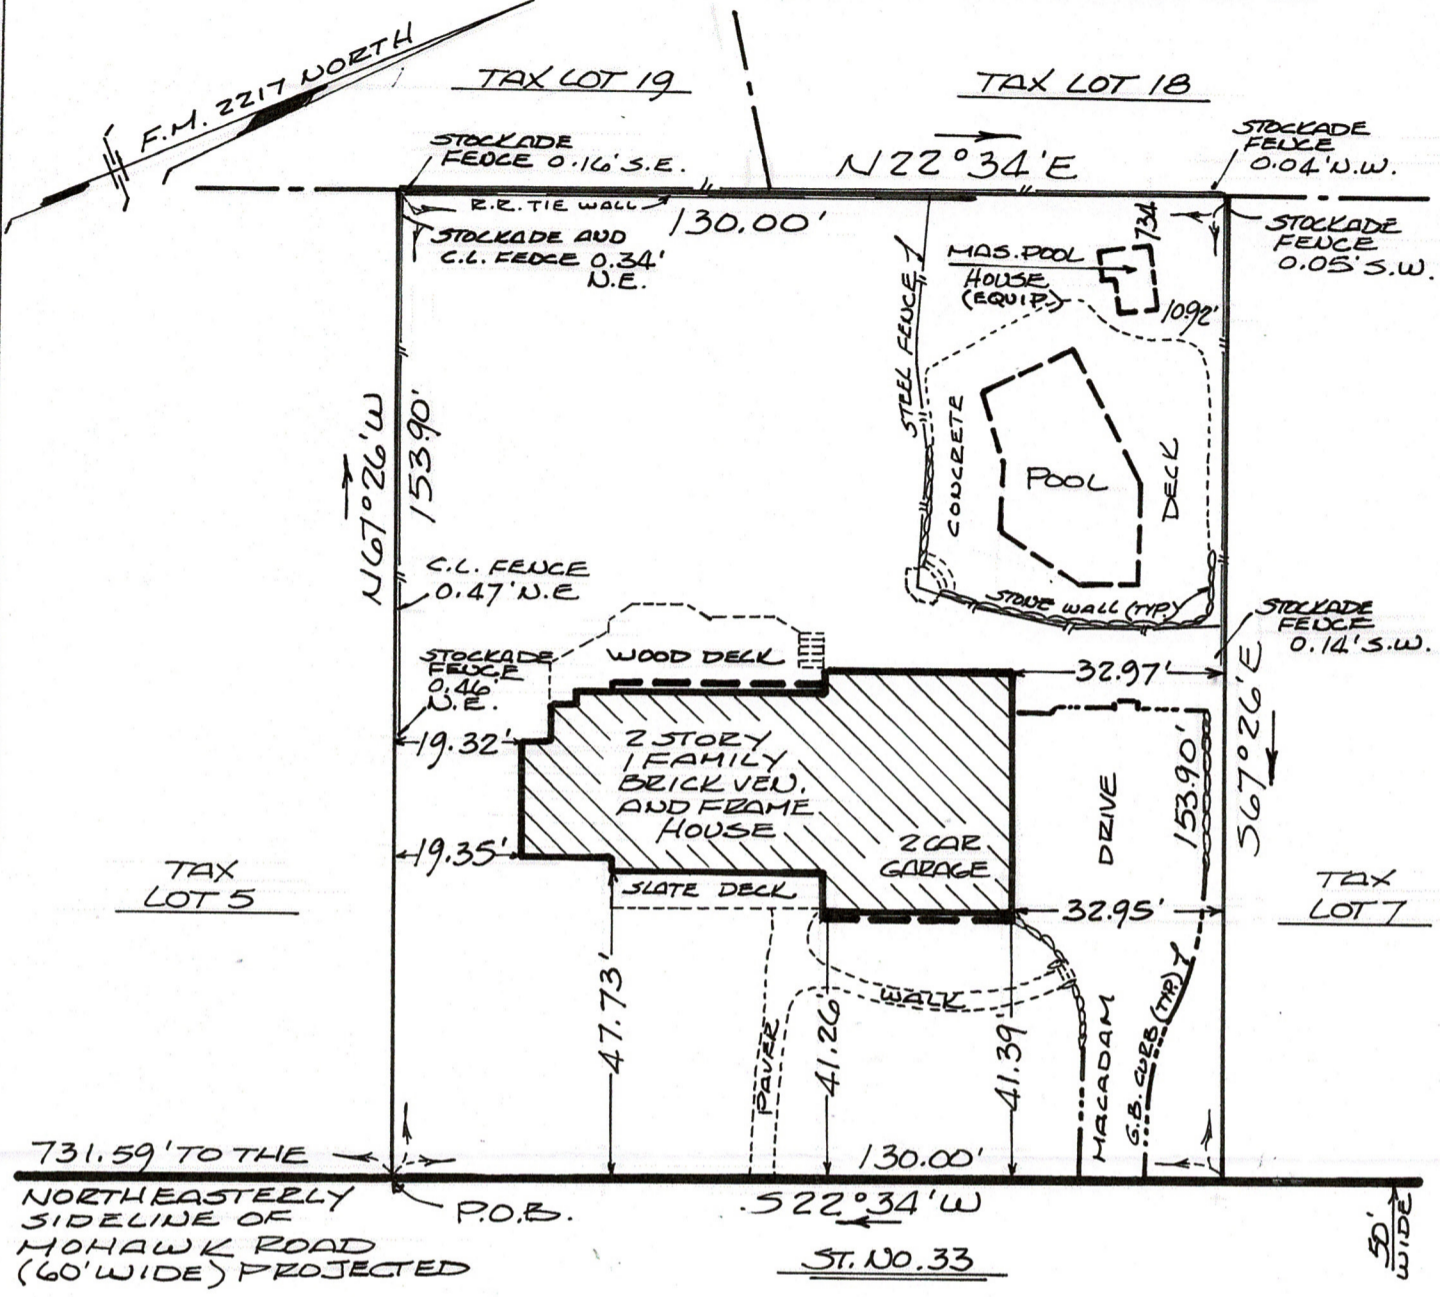 F.M. 2217 NORTH
TAX LOT 19
TAX LOT 18
STOCKADE
FENCE 0.16' S.E.
N22°34'E
STOCKADE
FENCE
0.04' N.W.
R.R. TIE WALL
130.00'
STOCKADE AND
C.L. FEDCE 0.34'
N.E.
734
STOCKADE
FENCE
0.05' S.W.
MAS. POOL
HOUSE
(EQUIP.)
10.92'
STEEL FENCE
CONCRETE
POOL
DECK
N67°26'W
153.90'
C.L. FENCE
0.47' N.E
STONE WALL (TYP.)
STOCKADE
FENCE
0.14' S.W.
STOCKADE
FENCE
0.46
N.E.
WOOD DECK
32.97'
S67°26'E
19.32'
2 STORY
1 FAMILY
BRICK VEN.
AND FRAME
HOUSE
DRIVE
153.90'
19.35'
2 CAR
GARAGE
TAX
LOT 5
SLATE DECK
32.95'
TAX
LOT 7
47.73'
WALK
PAVER
41.26'
41.39'
MACADAM
G.B. CURB (TYP.)
731.59' TO THE
NORTHEASTERLY
SIDELINE OF
MOHAWK ROAD
(60' WIDE) PROJECTED
P.O.B.
130.00'
S22°34'W
ST. NO. 33
50'
WIDE